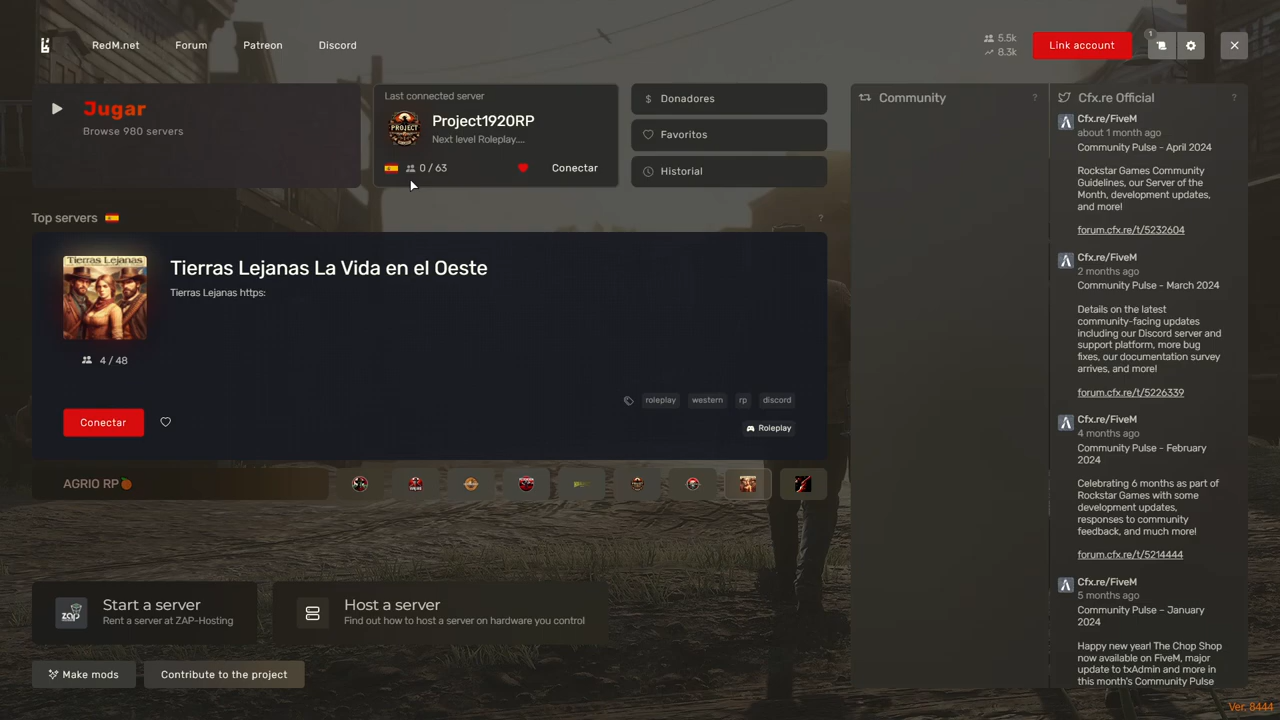 RedM.net
Forum
Patreon
Discord
5.5k
8.3k
Link account
1
Jugar
Browse 980 servers
Last connected server
PROJECT
Project1920RP
Next level Roleplay....
0 / 63
Conectar
Donadores
Favoritos
Historial
Top servers
?
Tierras Lejanas
Tierras Lejanas La Vida en el Oeste
Tierras Lejanas https:
4 / 48
Conectar
roleplay
western
rp
discord
Roleplay
AGRIO RP
zap
Start a server
Rent a server at ZAP-Hosting
Host a server
Find out how to host a server on hardware you control
Make mods
Contribute to the project
Community
?
Cfx.re Official
?
Cfx.re/FiveM
about 1 month ago
Community Pulse - April 2024
Rockstar Games Community
Guidelines, our Server of the
Month, development updates,
and more!
forum.cfx.re/t/5232604
Cfx.re/FiveM
2 months ago
Community Pulse - March 2024
Details on the latest
community-facing updates
including our Discord server and
support platform, more bug
fixes, our documentation survey
arrives, and more!
forum.cfx.re/t/5226339
Cfx.re/FiveM
4 months ago
Community Pulse - February
2024
Celebrating 6 months as part of
Rockstar Games with some
development updates,
responses to community
feedback, and much more!
forum.cfx.re/t/5214444
Cfx.re/FiveM
5 months ago
Community Pulse – January
2024
Happy new year! The Chop Shop
now available on FiveM, major
update to txAdmin and more in
this month's Community Pulse
Ver. 8444